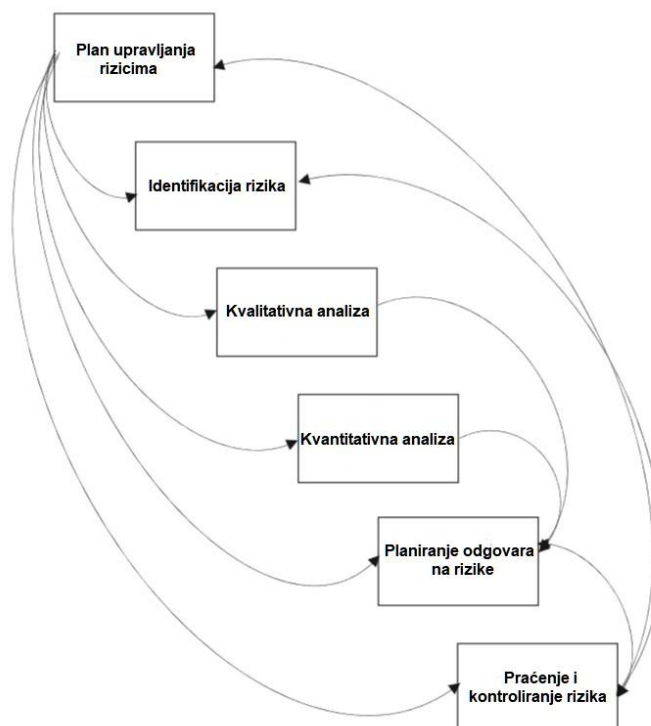 Plan upravljanja
rizicima
Identifikacija rizika
Kvalitativna analiza
Kvantitativna analiza
Planiranje odgovara
na rizike
Praćenje i
kontroliranje rizika